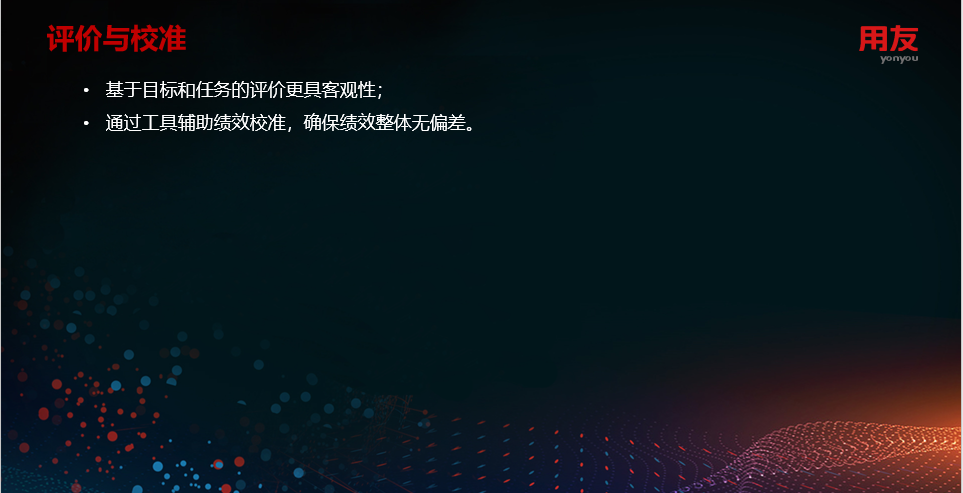 评价与校准
用友
yonyou
• 基于目标和任务的评价更具客观性；
• 通过工具辅助绩效校准，确保绩效整体无偏差。